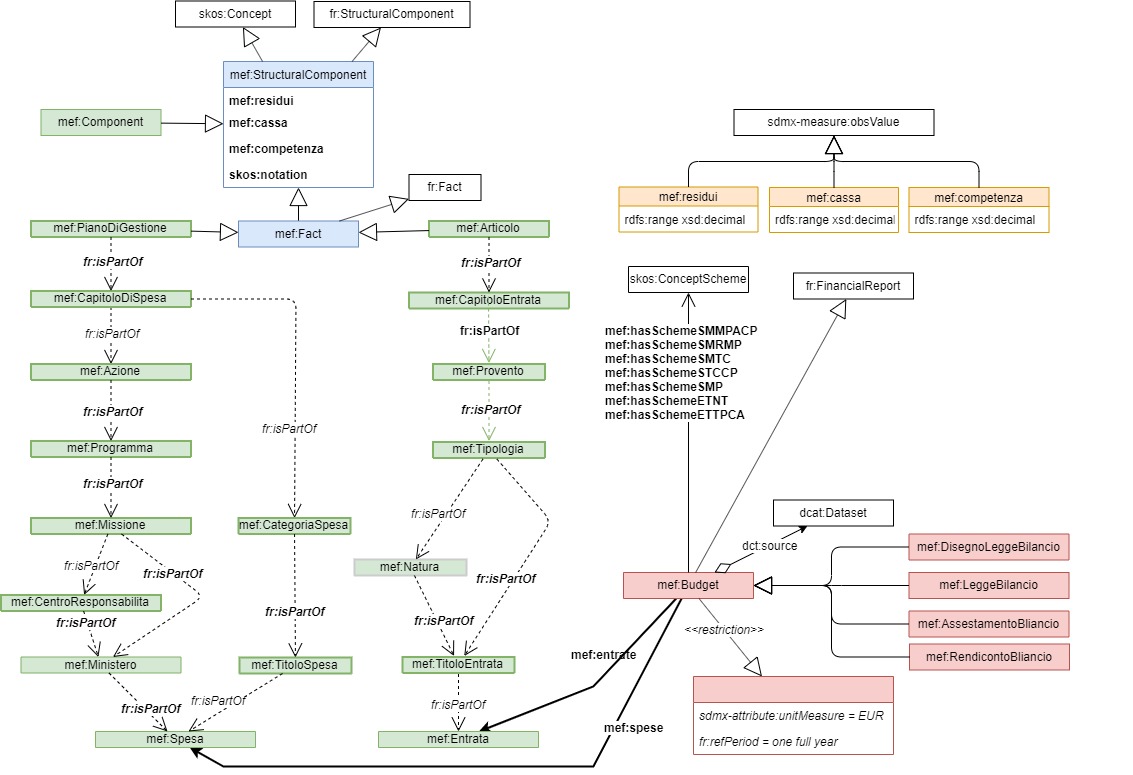 skos:Concept
fr:StructuralComponent
mef:StructuralComponent
mef:residui
mef:cassa
mef:competenza
skos:notation
mef:Component
fr:Fact
mef:Fact
mef:PianoDiGestione
mef:Articolo
fr:isPartOf
fr:isPartOf
mef:CapitoloDiSpesa
mef:CapitoloEntrata
fr:isPartOf
fr:isPartOf
mef:Azione
mef:Provento
fr:isPartOf
fr:isPartOf
fr:isPartOf
mef:Programma
mef:Tipologia
fr:isPartOf
fr:isPartOf
mef:Missione
mef:CategoriaSpesa
fr:isPartOf
fr:isPartOf
mef:Natura
fr:isPartOf
mef:CentroResponsabilita
fr:isPartOf
fr:isPartOf
fr:isPartOf
mef:Ministero
mef:TitoloSpesa
mef:TitoloEntrata
fr:isPartOf
fr:isPartOf
fr:isPartOf
mef:Spesa
mef:Entrata
sdmx-measure:obsValue
mef:residui
rdfs:range xsd:decimal
mef:cassa
rdfs:range xsd:decimal
mef:competenza
rdfs:range xsd:decimal
skos:ConceptScheme
fr:FinancialReport
mef:hasSchemeSMMPACP
mef:hasSchemeSMRMP
mef:hasSchemeSMTC
mef:hasSchemeSTCCP
mef:hasSchemeSMP
mef:hasSchemeETNT
mef:hasSchemeETTPCA
dcat:Dataset
dct:source
mef:Budget
mef:DisegnoLeggeBilancio
mef:LeggeBilancio
mef:AssestamentoBliancio
mef:RendicontoBliancio
<<restriction>>
mef:entrate
mef:spese
sdmx-attribute:unitMeasure = EUR
fr:refPeriod = one full year